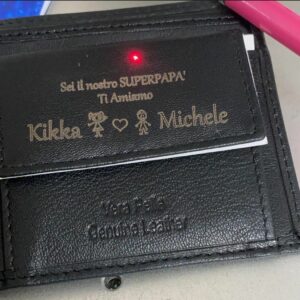 Sei il nostro SUPERPAPA'
Ti Amiamo
Kikka Michele
Vera Pelle
Genuine Leather